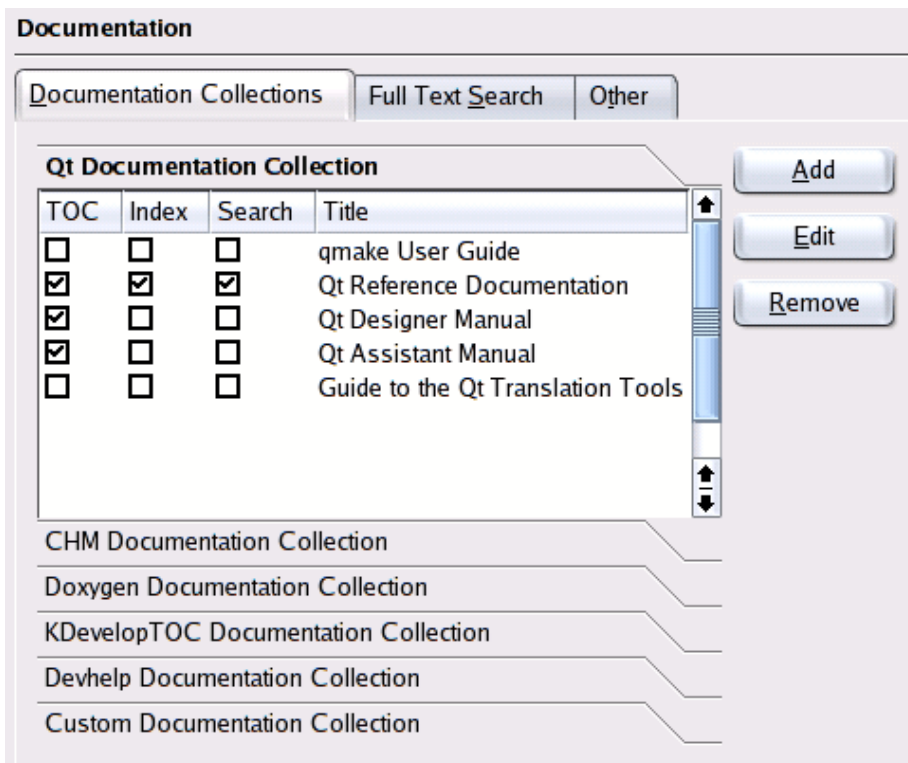 Documentation
Documentation Collections Full Text Search Other
Qt Documentation Collection
TOC Index Search Title
qmake User Guide
Qt Reference Documentation
Qt Designer Manual
Qt Assistant Manual
Guide to the Qt Translation Tools
CHM Documentation Collection
Doxygen Documentation Collection
KDevelopTOC Documentation Collection
Devhelp Documentation Collection
Custom Documentation Collection
Add
Edit
Remove